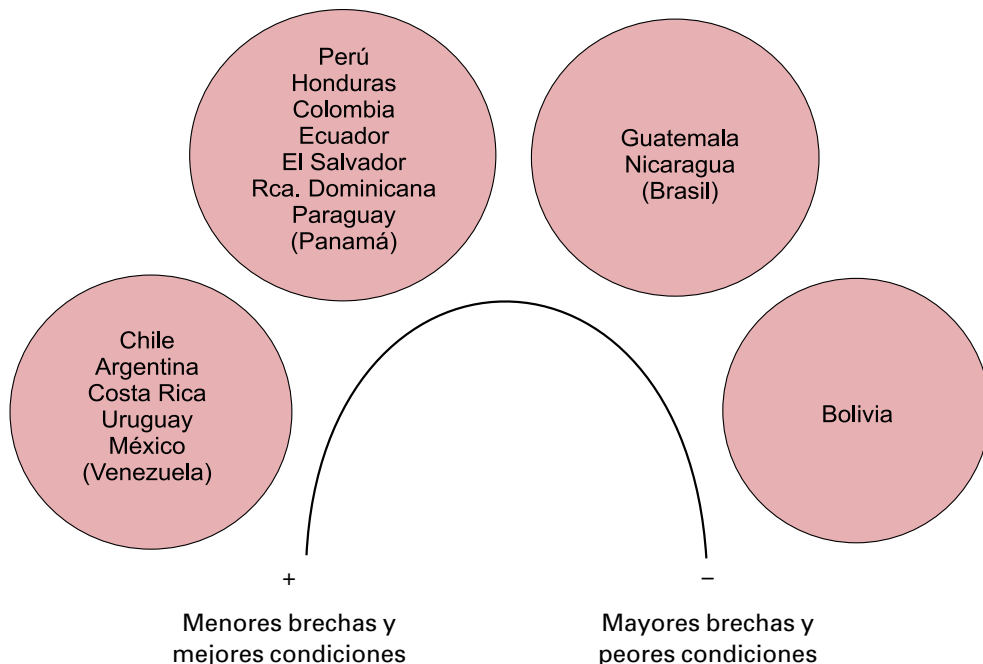 Perú
Honduras
Colombia
Ecuador
El Salvador
Rca. Dominicana
Paraguay
(Panamá)
Guatemala
Nicaragua
(Brasil)
Chile
Argentina
Costa Rica
Uruguay
México
(Venezuela)
Bolivia
+
Menores brechas y
mejores condiciones
–
Mayores brechas y
peores condiciones